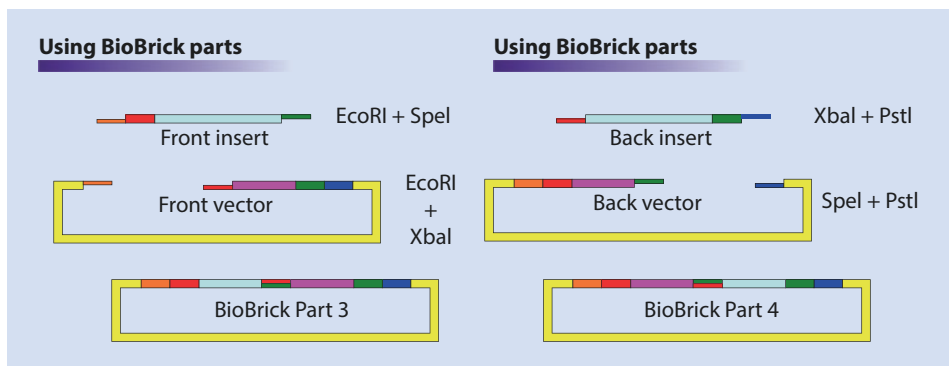 Using BioBrick parts
EcoRI + SpeI
Front insert
Front vector
EcoRI
+
XbaI
BioBrick Part 3
Using BioBrick parts
XbaI + PstI
Back insert
Back vector
SpeI + PstI
BioBrick Part 4